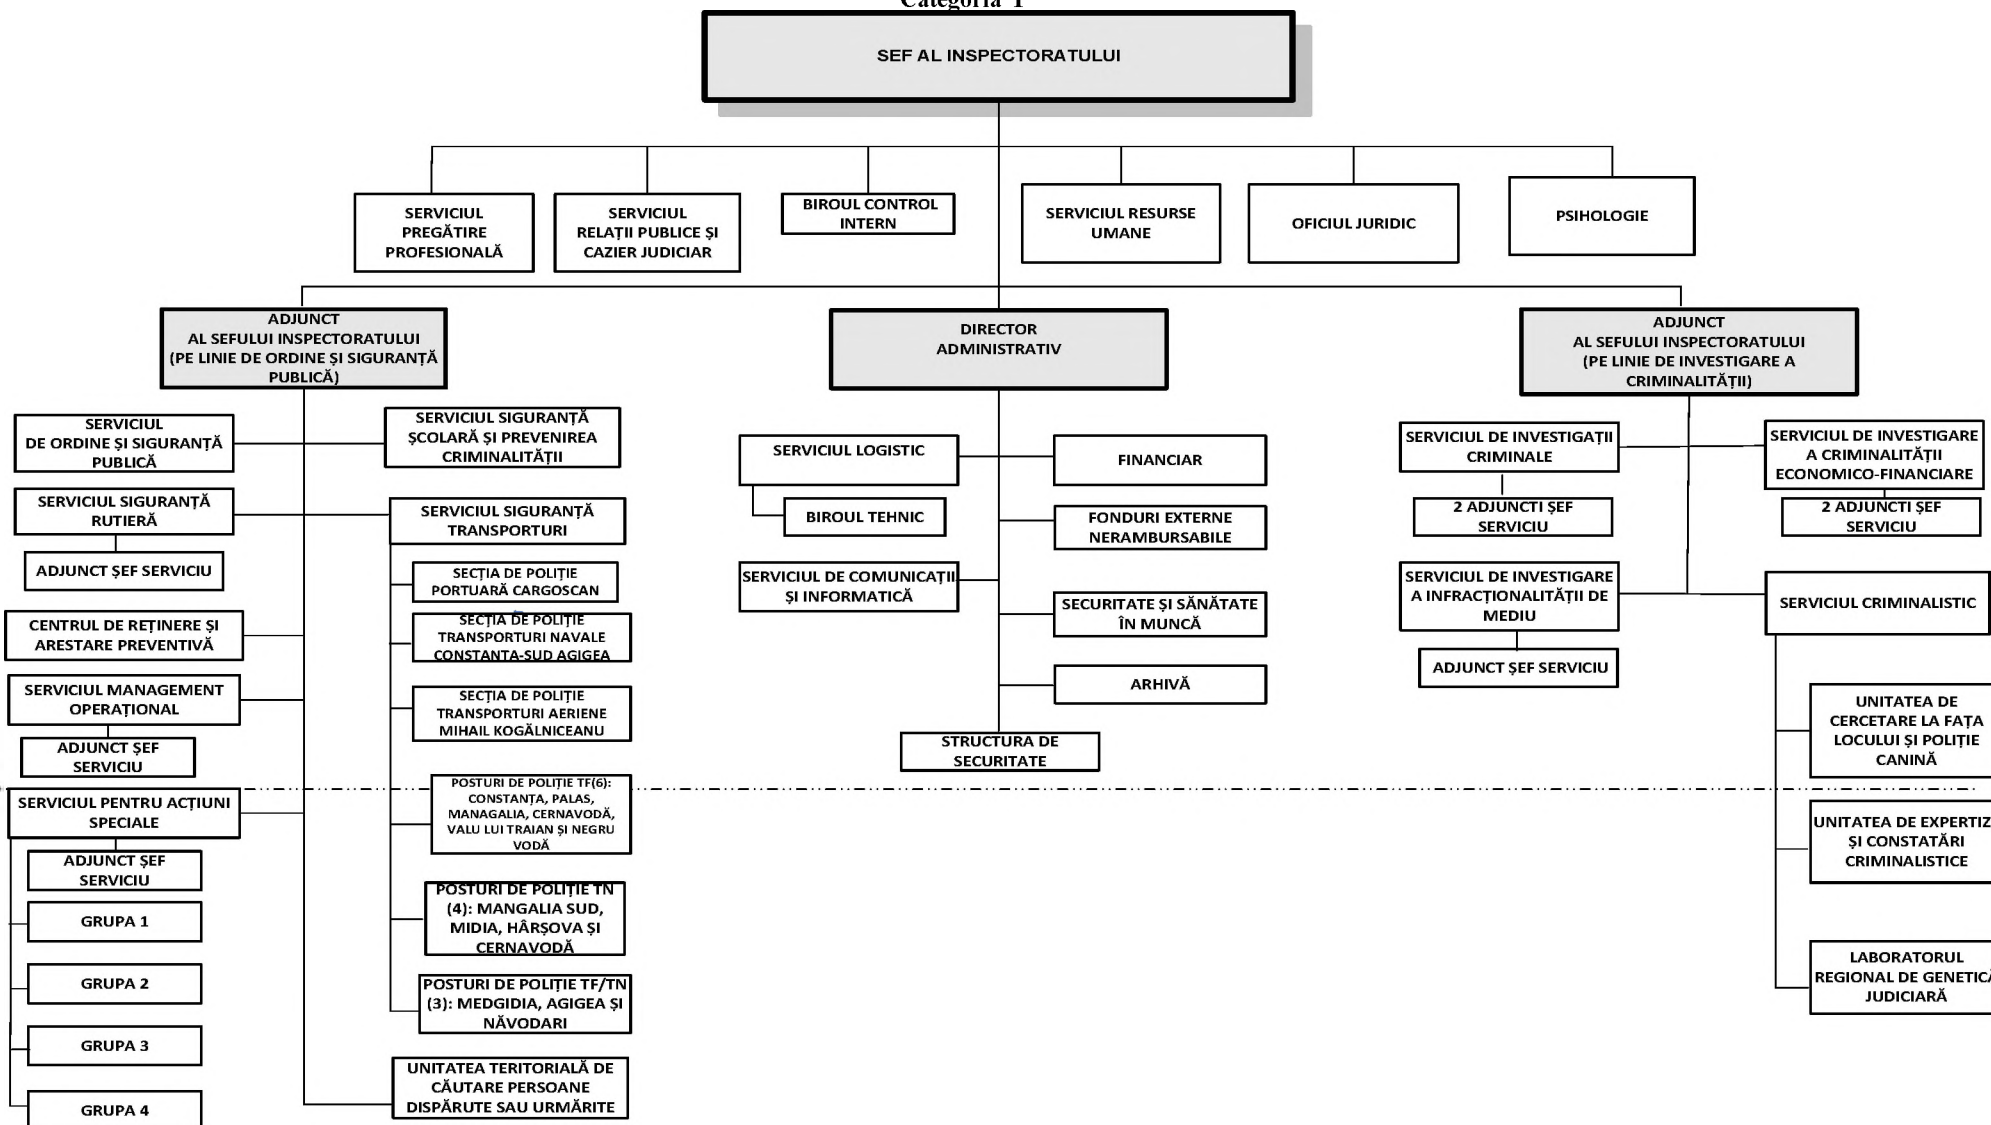 Categoria 1
SEF AL INSPECTORATULUI
SERVICIUL
PREGĂTIRE
PROFESIONALĂ
SERVICIUL
RELAȚII PUBLICE ȘI
CAZIER JUDICIAR
BIROUL CONTROL
INTERN
SERVICIUL RESURSE
UMANE
OFICIUL JURIDIC
PSIHOLOGIE
ADJUNCT
AL SEFULUI INSPECTORATULUI
(PE LINIE DE ORDINE ȘI SIGURANȚĂ
PUBLICĂ)
DIRECTOR
ADMINISTRATIV
ADJUNCT
AL SEFULUI INSPECTORATULUI
(PE LINIE DE INVESTIGARE A
CRIMINALITĂȚII)
SERVICIUL
DE ORDINE ȘI SIGURANȚĂ
PUBLICĂ
SERVICIUL SIGURANȚĂ
RUTIERĂ
ADJUNCT ȘEF SERVICIU
CENTRUL DE REȚINERE ȘI
ARESTARE PREVENTIVĂ
SERVICIUL MANAGEMENT
OPERAȚIONAL
ADJUNCT ȘEF
SERVICIU
SERVICIUL PENTRU ACȚIUNI
SPECIALE
ADJUNCT ȘEF
SERVICIU
GRUPA 1
GRUPA 2
GRUPA 3
GRUPA 4
SERVICIUL SIGURANȚĂ
ȘCOLARĂ ȘI PREVENIREA
CRIMINALITĂȚII
SERVICIUL SIGURANȚĂ
TRANSPORTURI
SECȚIA DE POLIȚIE
PORTUARĂ CARGOSCAN
SECȚIA DE POLIȚIE
TRANSPORTURI NAVALE
CONSTANȚA-SUD AGIGEA
SECȚIA DE POLIȚIE
TRANSPORTURI AERIENE
MIHAIL KOGĂLNICEANU
POSTURI DE POLIȚIE TF(6):
CONSTANȚA, PALAS,
MANAGALIA, CERNAVODĂ,
VALU LUI TRAIAN ȘI NEGRU
VODĂ
POSTURI DE POLIȚIE TN
(4): MANGALIA SUD,
MIDIA, HÂRȘOVA ȘI
CERNAVODĂ
POSTURI DE POLIȚIE TF/TN
(3): MEDGIDIA, AGIGEA ȘI
NĂVODARI
UNITATEA TERITORIALĂ DE
CĂUTARE PERSOANE
DISPĂRUTE SAU URMĂRITE
SERVICIUL LOGISTIC
BIROUL TEHNIC
SERVICIUL DE COMUNICAȚII
ȘI INFORMATICĂ
FINANCIAR
FONDURI EXTERNE
NERAMBURSABILE
SECURITATE ȘI SĂNĂTATE
ÎN MUNCĂ
ARHIVĂ
STRUCTURA DE
SECURITATE
SERVICIUL DE INVESTIGAȚII
CRIMINALE
2 ADJUNCTI ȘEF
SERVICIU
SERVICIUL DE INVESTIGARE
A INFRACȚIONALITĂȚII DE
MEDIU
ADJUNCT ȘEF SERVICIU
SERVICIUL DE INVESTIGARE
A CRIMINALITĂȚII
ECONOMICO-FINANCIARE
2 ADJUNCTI ȘEF
SERVICIU
SERVICIUL CRIMINALISTIC
UNITATEA DE
CERCETARE LA FAȚA
LOCULUI ȘI POLIȚIE
CANINĂ
UNITATEA DE EXPERTIZ
ȘI CONSTATĂRI
CRIMINALISTICE
LABORATORUL
REGIONAL DE GENETICĂ
JUDICIARĂ